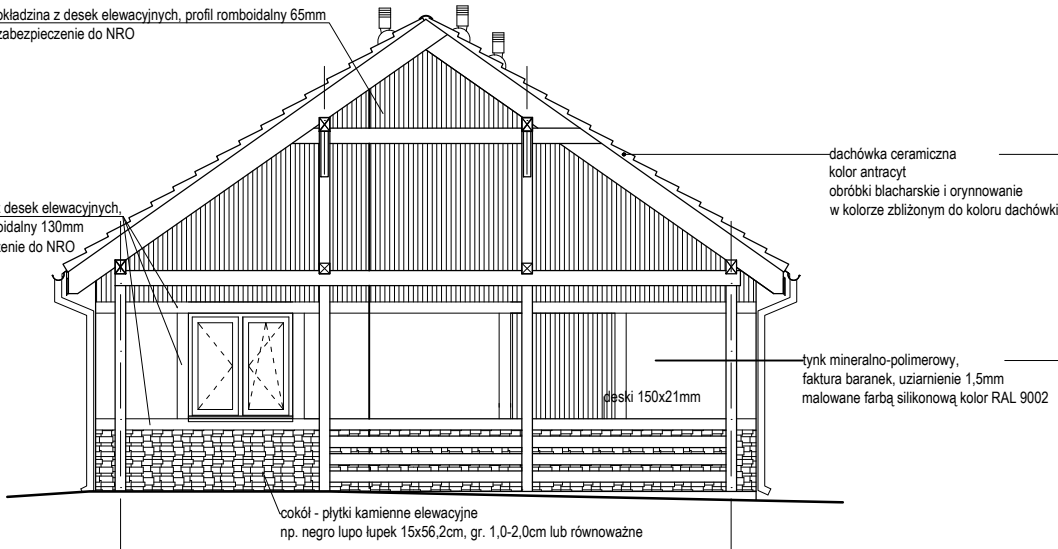 okładzina z desek elewacyjnych, profil romboidalny 65mm
zabezpieczenie do NRO
dachówka ceramiczna
kolor antracyt
obróbki blacharskie i orynnowanie
w kolorze zbliżonym do koloru dachówki
z desek elewacyjnych,
130mm
do NRO
tynk mineralno-polimerowy,
faktura baranek, uziarnienie 1,5mm
malowane farbą silikonową kolor RAL 9002
deski 150x21mm
cokół - płytki kamienne elewacyjne
np. negro lupo łupek 15x56,2cm, gr. 1,0-2,0cm lub równoważne